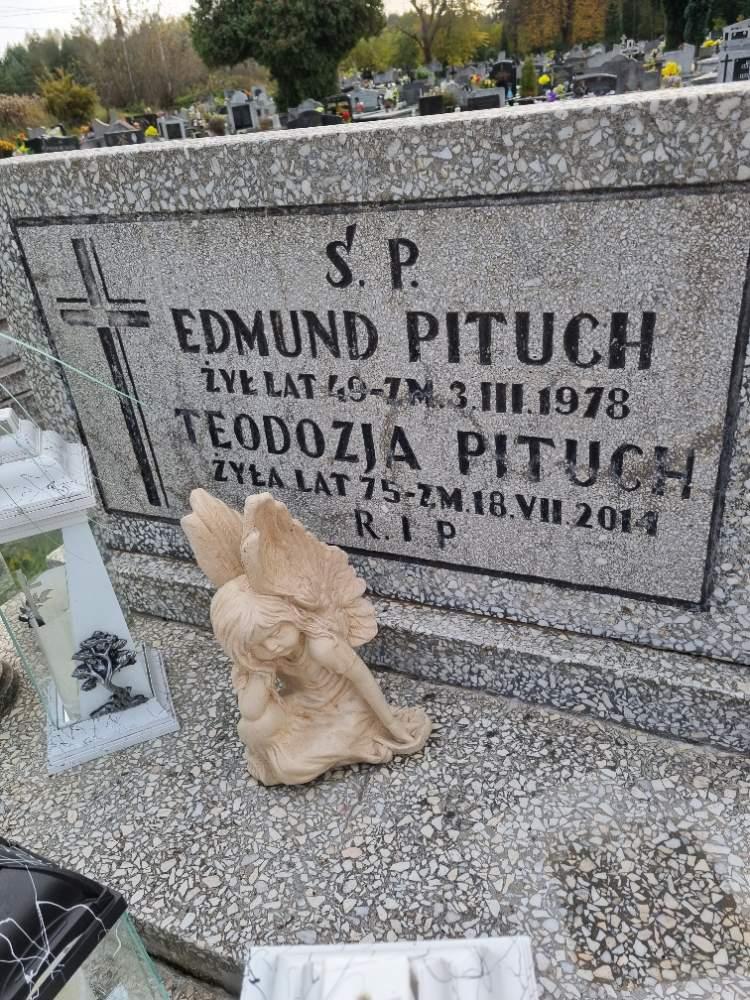 Ś. P.
EDMUND PITUCH
ŻYŁ LAT 49-ZM. 3.III.1978
TEODOZJA PITUCH
ŻYŁA LAT 75-ZM.18.VII.2014
R. I P